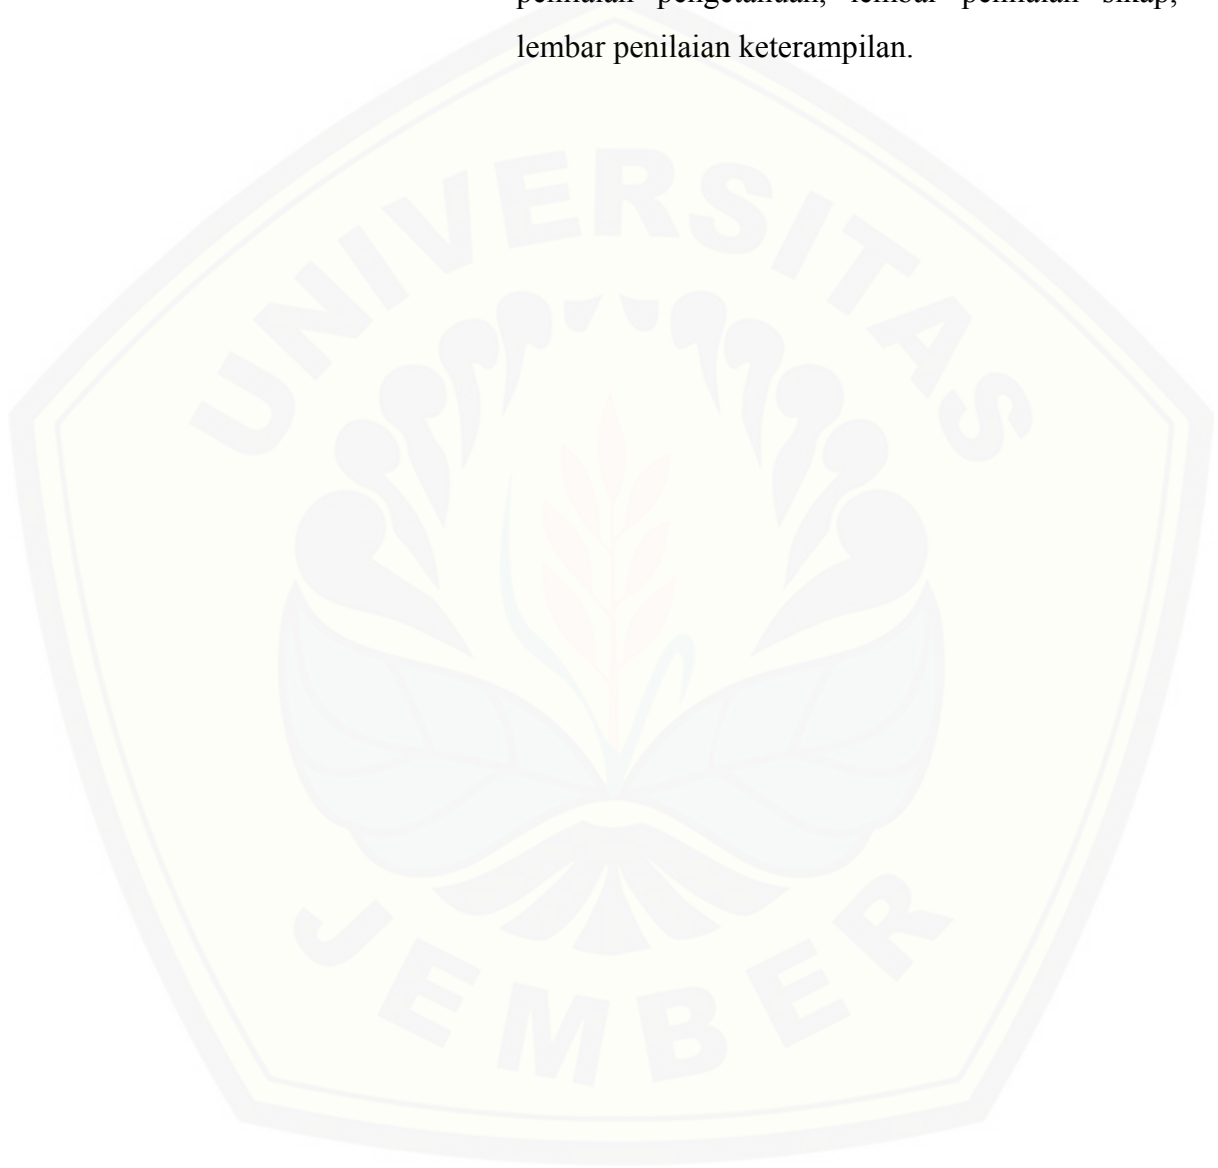 penilaian pengetahuan, lembar penilaian sikap,
lembar penilaian keterampilan.
UNIVERSITAS
JEMBER